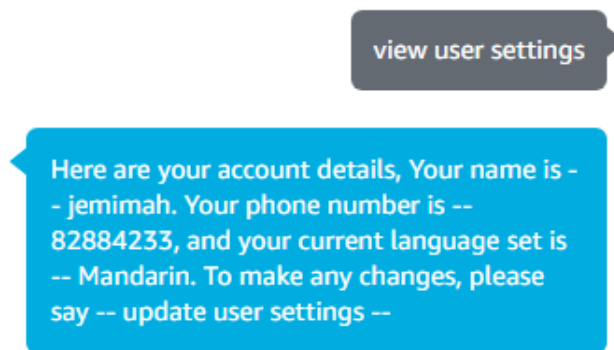 view user settings
Here are your account details, Your name is -
- jemimah. Your phone number is --
82884233, and your current language set is
-- Mandarin. To make any changes, please
say -- update user settings --